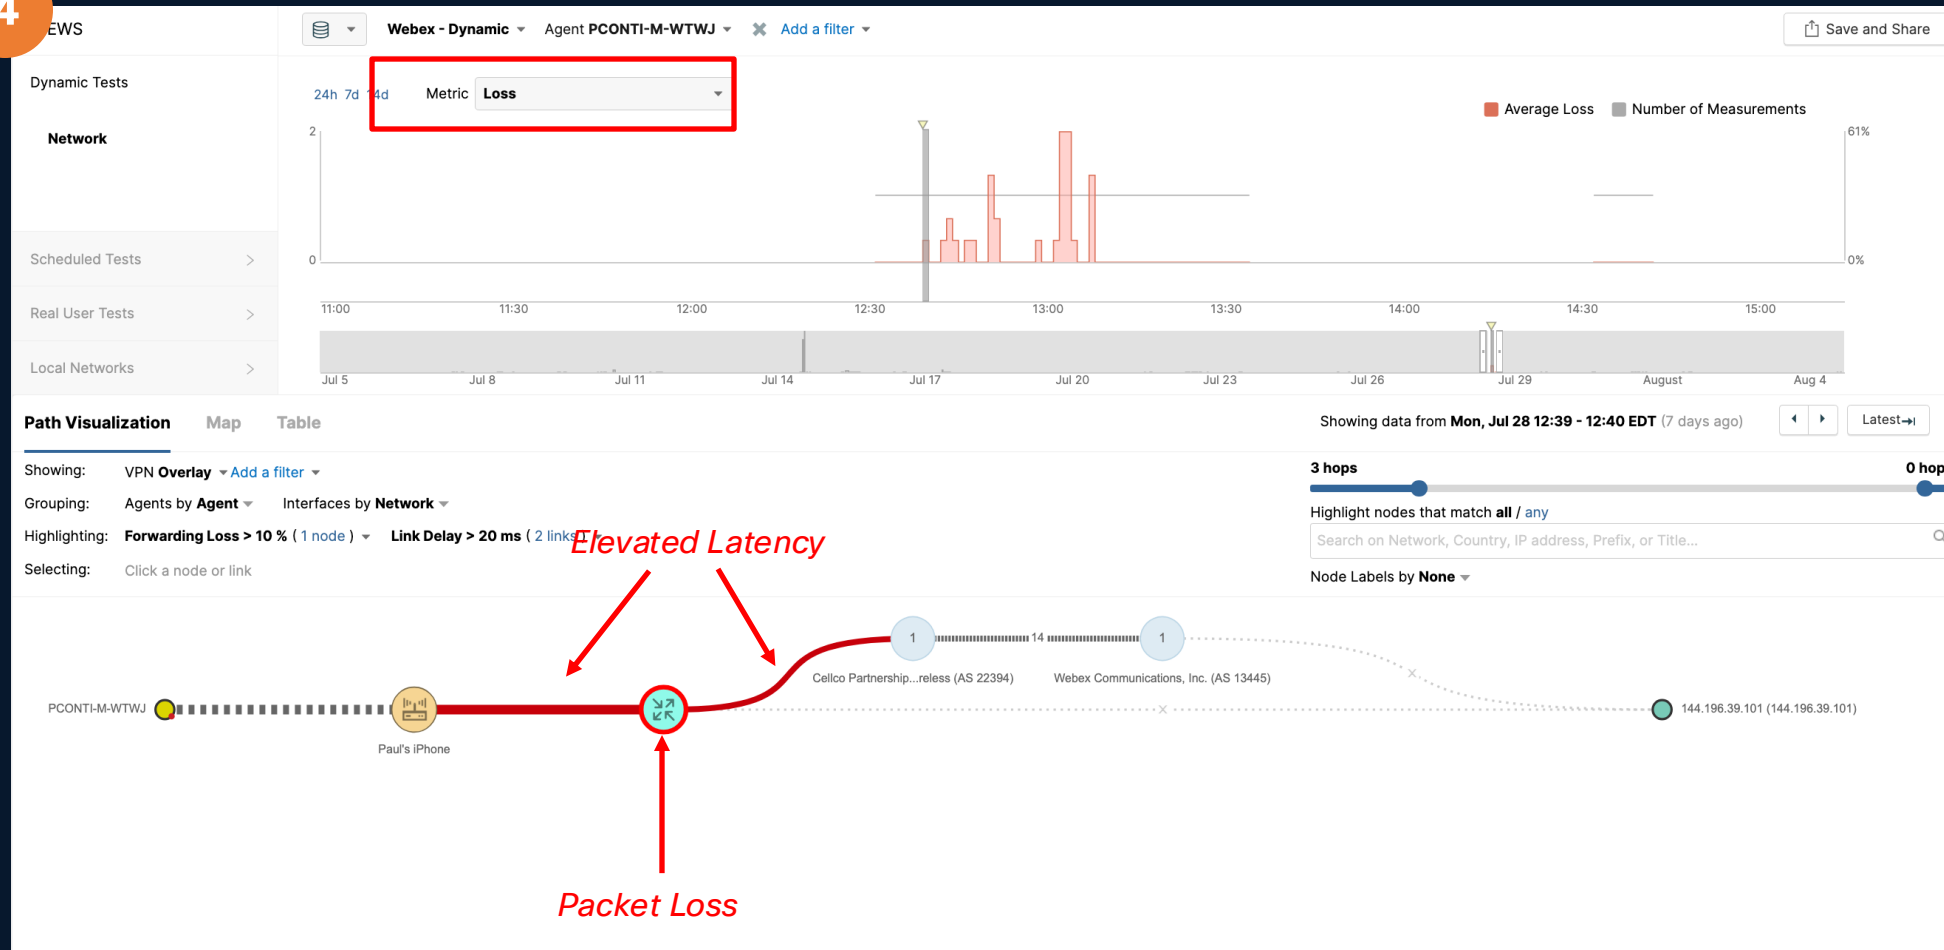 4
EWS
Webex - Dynamic
Agent PCONTI-M-WTWJ
Add a filter
Save and Share
Dynamic Tests
Network
Scheduled Tests
Real User Tests
Local Networks
24h 7d 14d
Metric Loss
Average Loss
Number of Measurements
2
61%
0
0%
11:00 11:30 12:00 12:30 13:00 13:30 14:00 14:30 15:00
Jul 5 Jul 8 Jul 11 Jul 14 Jul 17 Jul 20 Jul 23 Jul 26 Jul 29 August Aug 4
Path Visualization Map Table
Showing data from Mon, Jul 28 12:39 - 12:40 EDT (7 days ago)
Latest
Showing: VPN Overlay Add a filter
Grouping: Agents by Agent Interfaces by Network
Highlighting: Forwarding Loss > 10 % ( 1 node ) Link Delay > 20 ms ( 2 links )
Selecting: Click a node or link
3 hops
0 hop
Highlight nodes that match all / any
Search on Network, Country, IP address, Prefix, or Title...
Node Labels by None
Elevated Latency
PCONTI-M-WTWJ
Paul's iPhone
1
14
1
Cellco Partnership...reless (AS 22394)
Webex Communications, Inc. (AS 13445)
144.196.39.101 (144.196.39.101)
Packet Loss